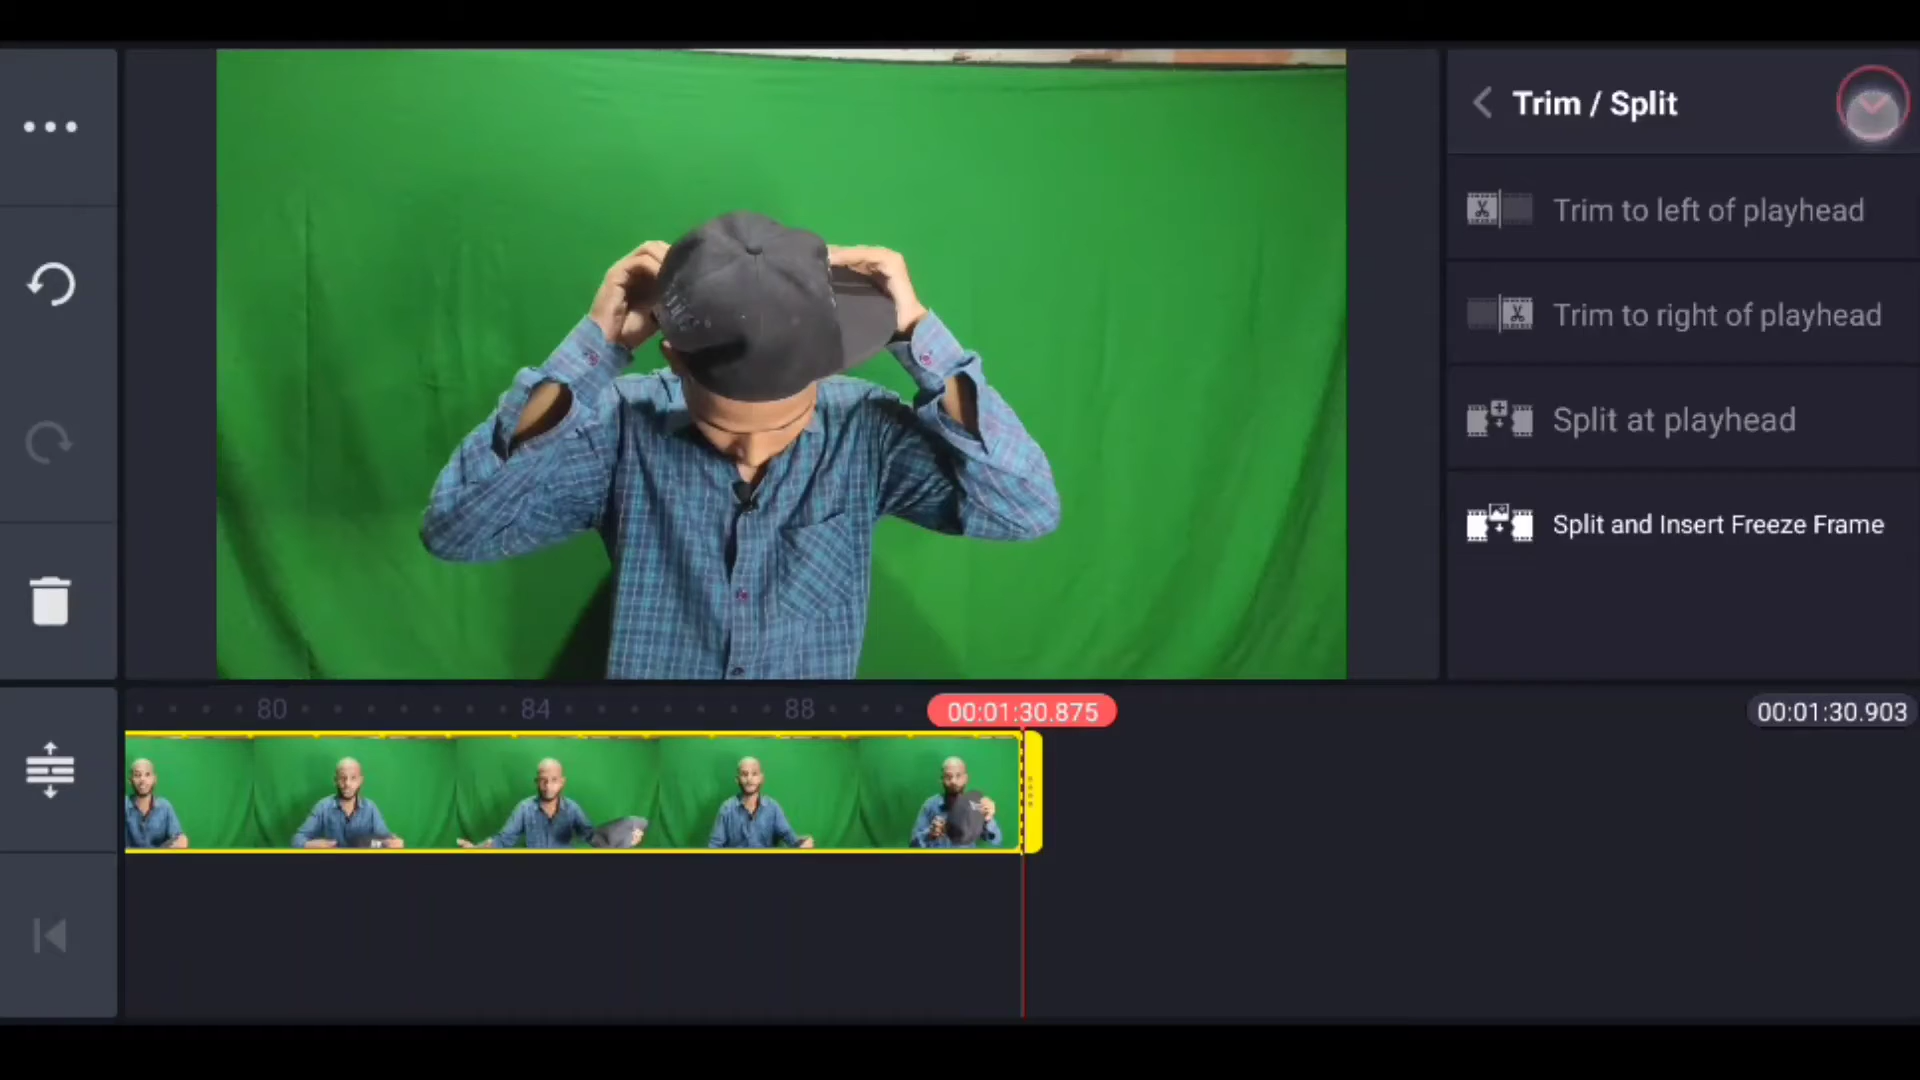 Trim / Split
Trim to left of playhead
Trim to right of playhead
Split at playhead
Split and Insert Freeze Frame
80
84
88
00:01:30.875
00:01:30.903